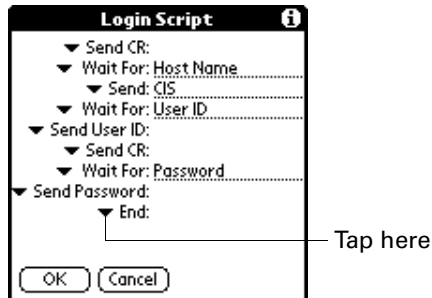 Login Script
Send CR:
Wait For: Host Name
Send: CIS
Wait For: User ID
Send User ID:
Send CR:
Wait For: Password
Send Password:
End:
Tap here
OK Cancel